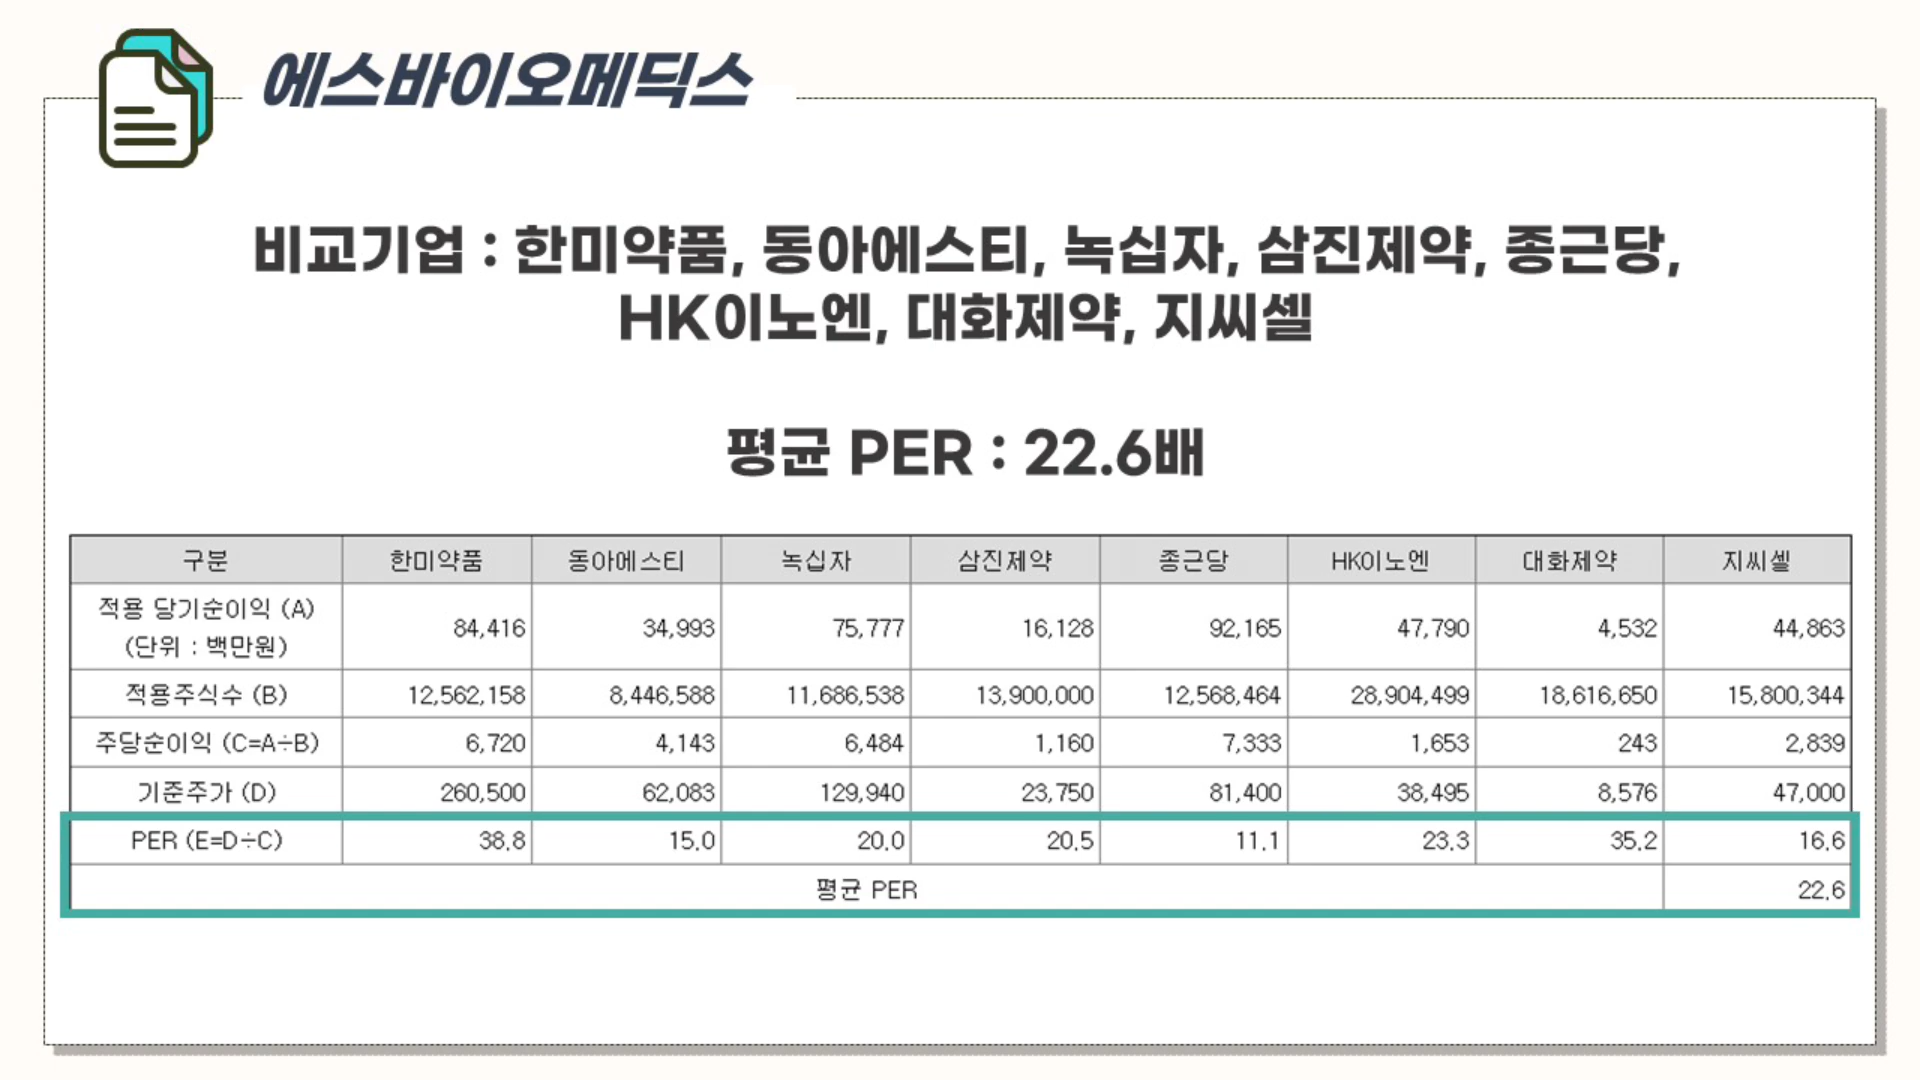 에스바이오메딕스
비교기업 : 한미약품, 동아에스티, 녹십자, 삼진제약, 종근당,
HK이노엔, 대화제약, 지씨셀
평균 PER : 22.6배
구분 한미약품 동아에스티 녹십자 삼진제약 종근당 HK이노엔 대화제약 지씨셀
적용 당기순이익 (A)
(단위 : 백만원) 84,416 34,993 75,777 16,128 92,165 47,790 4,532 44,863
적용주식수 (B) 12,562,158 8,446,588 11,686,538 13,900,000 12,568,464 28,904,499 18,616,650 15,800,344
주당순이익 (C=A÷B) 6,720 4,143 6,484 1,160 7,333 1,653 243 2,839
기준주가 (D) 260,500 62,083 129,940 23,750 81,400 38,495 8,576 47,000
PER (E=D÷C) 38.8 15.0 20.0 20.5 11.1 23.3 35.2 16.6
평균 PER 22.6